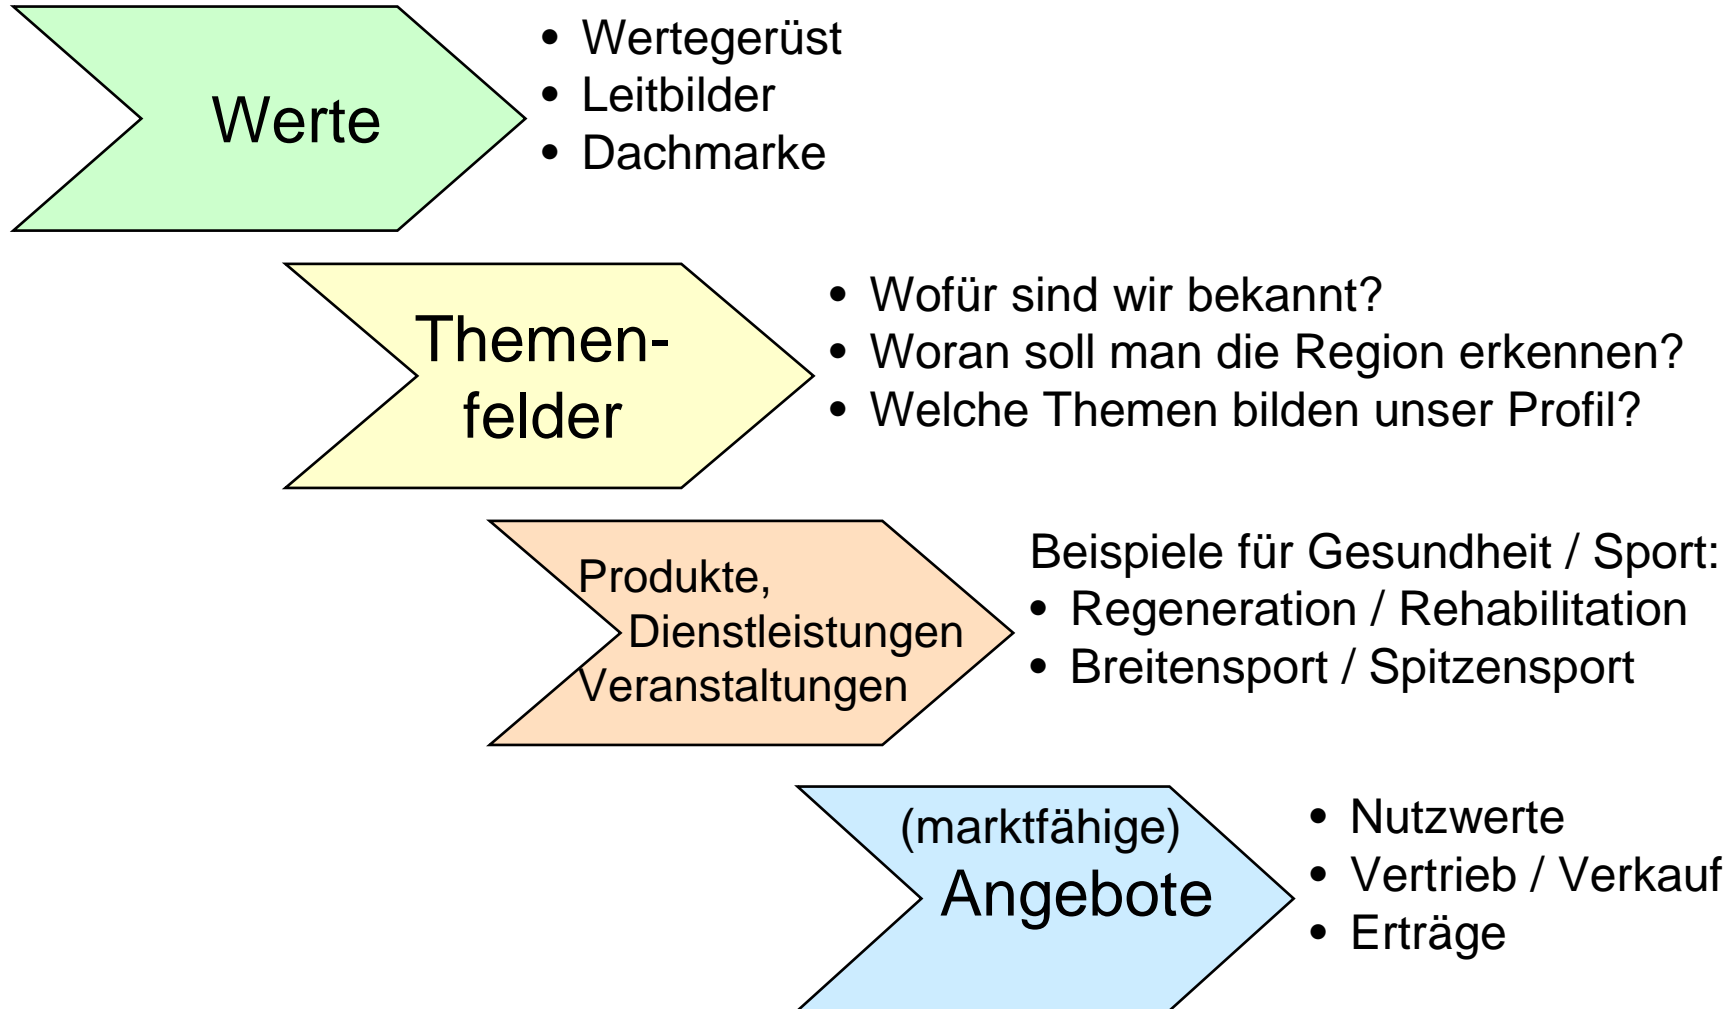 Werte
• Wertegerüst
• Leitbilder
• Dachmarke
Themen-
felder
• Wofür sind wir bekannt?
• Woran soll man die Region erkennen?
• Welche Themen bilden unser Profil?
Produkte,
Dienstleistungen
Veranstaltungen
Beispiele für Gesundheit / Sport:
• Regeneration / Rehabilitation
• Breitensport / Spitzensport
(marktfähige)
Angebote
• Nutzwerte
• Vertrieb / Verkauf
• Erträge